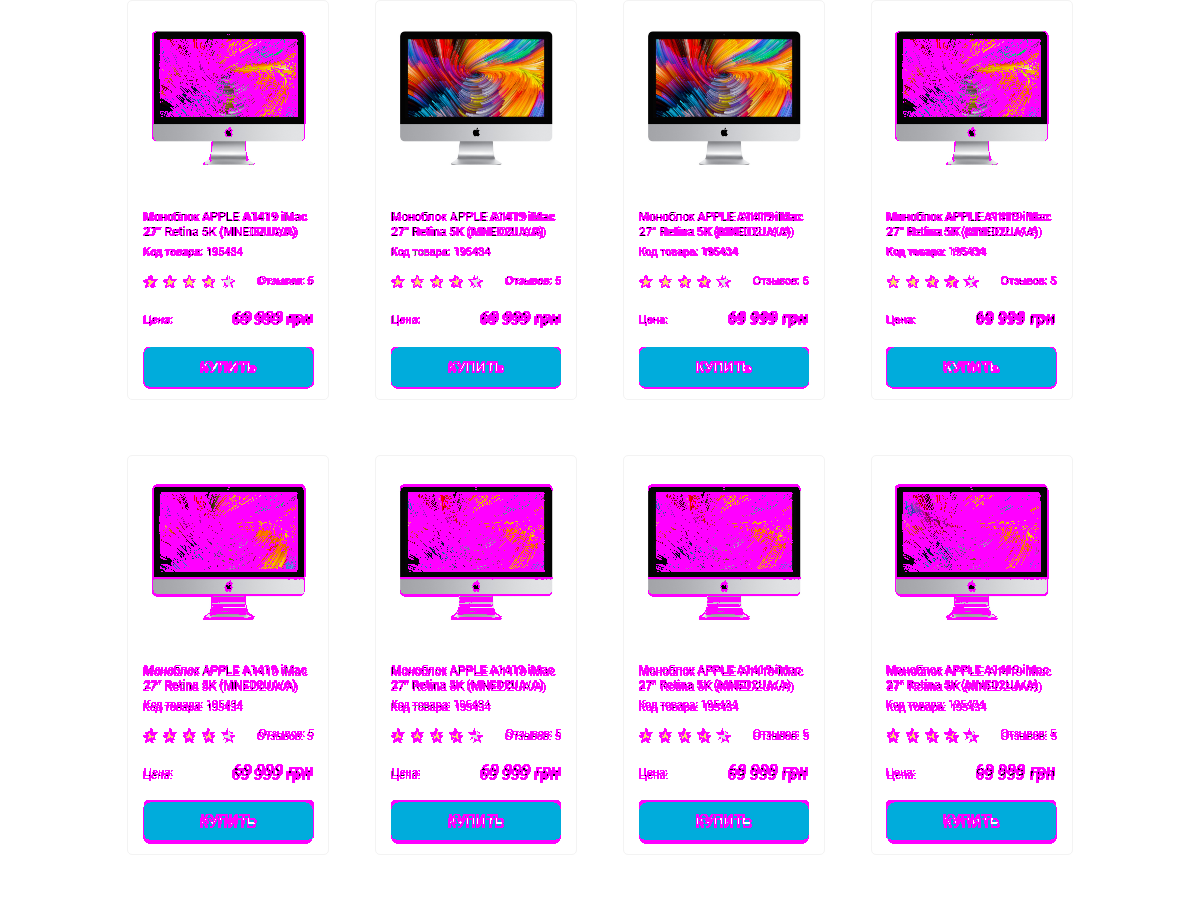 Моноблок APPLE A1419 iMac
27" Retina 5K (MNED2UA/A)
Код товара: 195434
Отзывов: 5
Цена: 69 999 грн
КУПИТЬ
Моноблок APPLE A1419 iMac
27" Retina 5K (MNED2UA/A)
Код товара: 195434
Отзывов: 5
Цена: 69 999 грн
КУПИТЬ
Моноблок APPLE A1419 iMac
27" Retina 5K (MNED2UA/A)
Код товара: 195434
Отзывов: 5
Цена: 69 999 грн
КУПИТЬ
Моноблок APPLE A1419 iMac
27" Retina 5K (MNED2UA/A)
Код товара: 195434
Отзывов: 5
Цена: 69 999 грн
КУПИТЬ
Моноблок APPLE A1419 iMac
27" Retina 5K (MNED2UA/A)
Код товара: 195434
Отзывов: 5
Цена: 69 999 грн
КУПИТЬ
Моноблок APPLE A1419 iMac
27" Retina 5K (MNED2UA/A)
Код товара: 195434
Отзывов: 5
Цена: 69 999 грн
КУПИТЬ
Моноблок APPLE A1419 iMac
27" Retina 5K (MNED2UA/A)
Код товара: 195434
Отзывов: 5
Цена: 69 999 грн
КУПИТЬ
Моноблок APPLE A1419 iMac
27" Retina 5K (MNED2UA/A)
Код товара: 195434
Отзывов: 5
Цена: 69 999 грн
КУПИТЬ